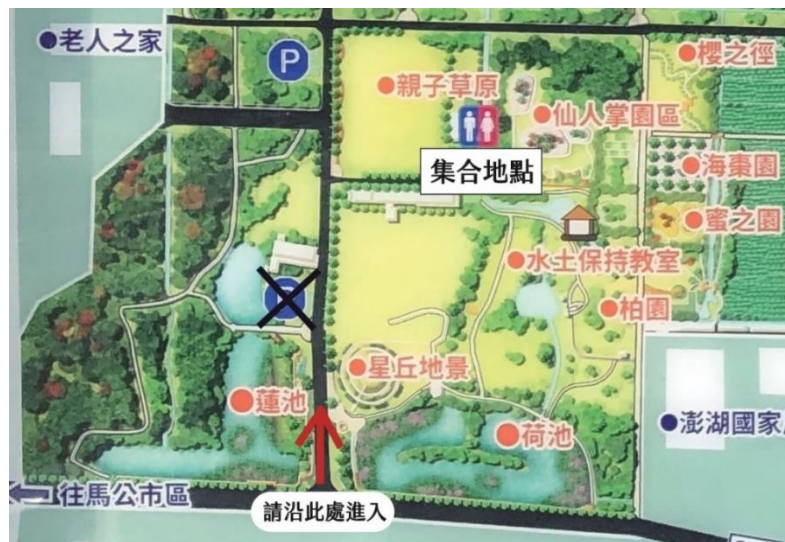 老人之家
P
親子草原
櫻之徑
仙人掌園區
集合地點
海棗園
蜜之園
水土保持教室
柏園
星丘地景
蓮池
荷池
澎湖國家
往馬公市區
請沿此處進入